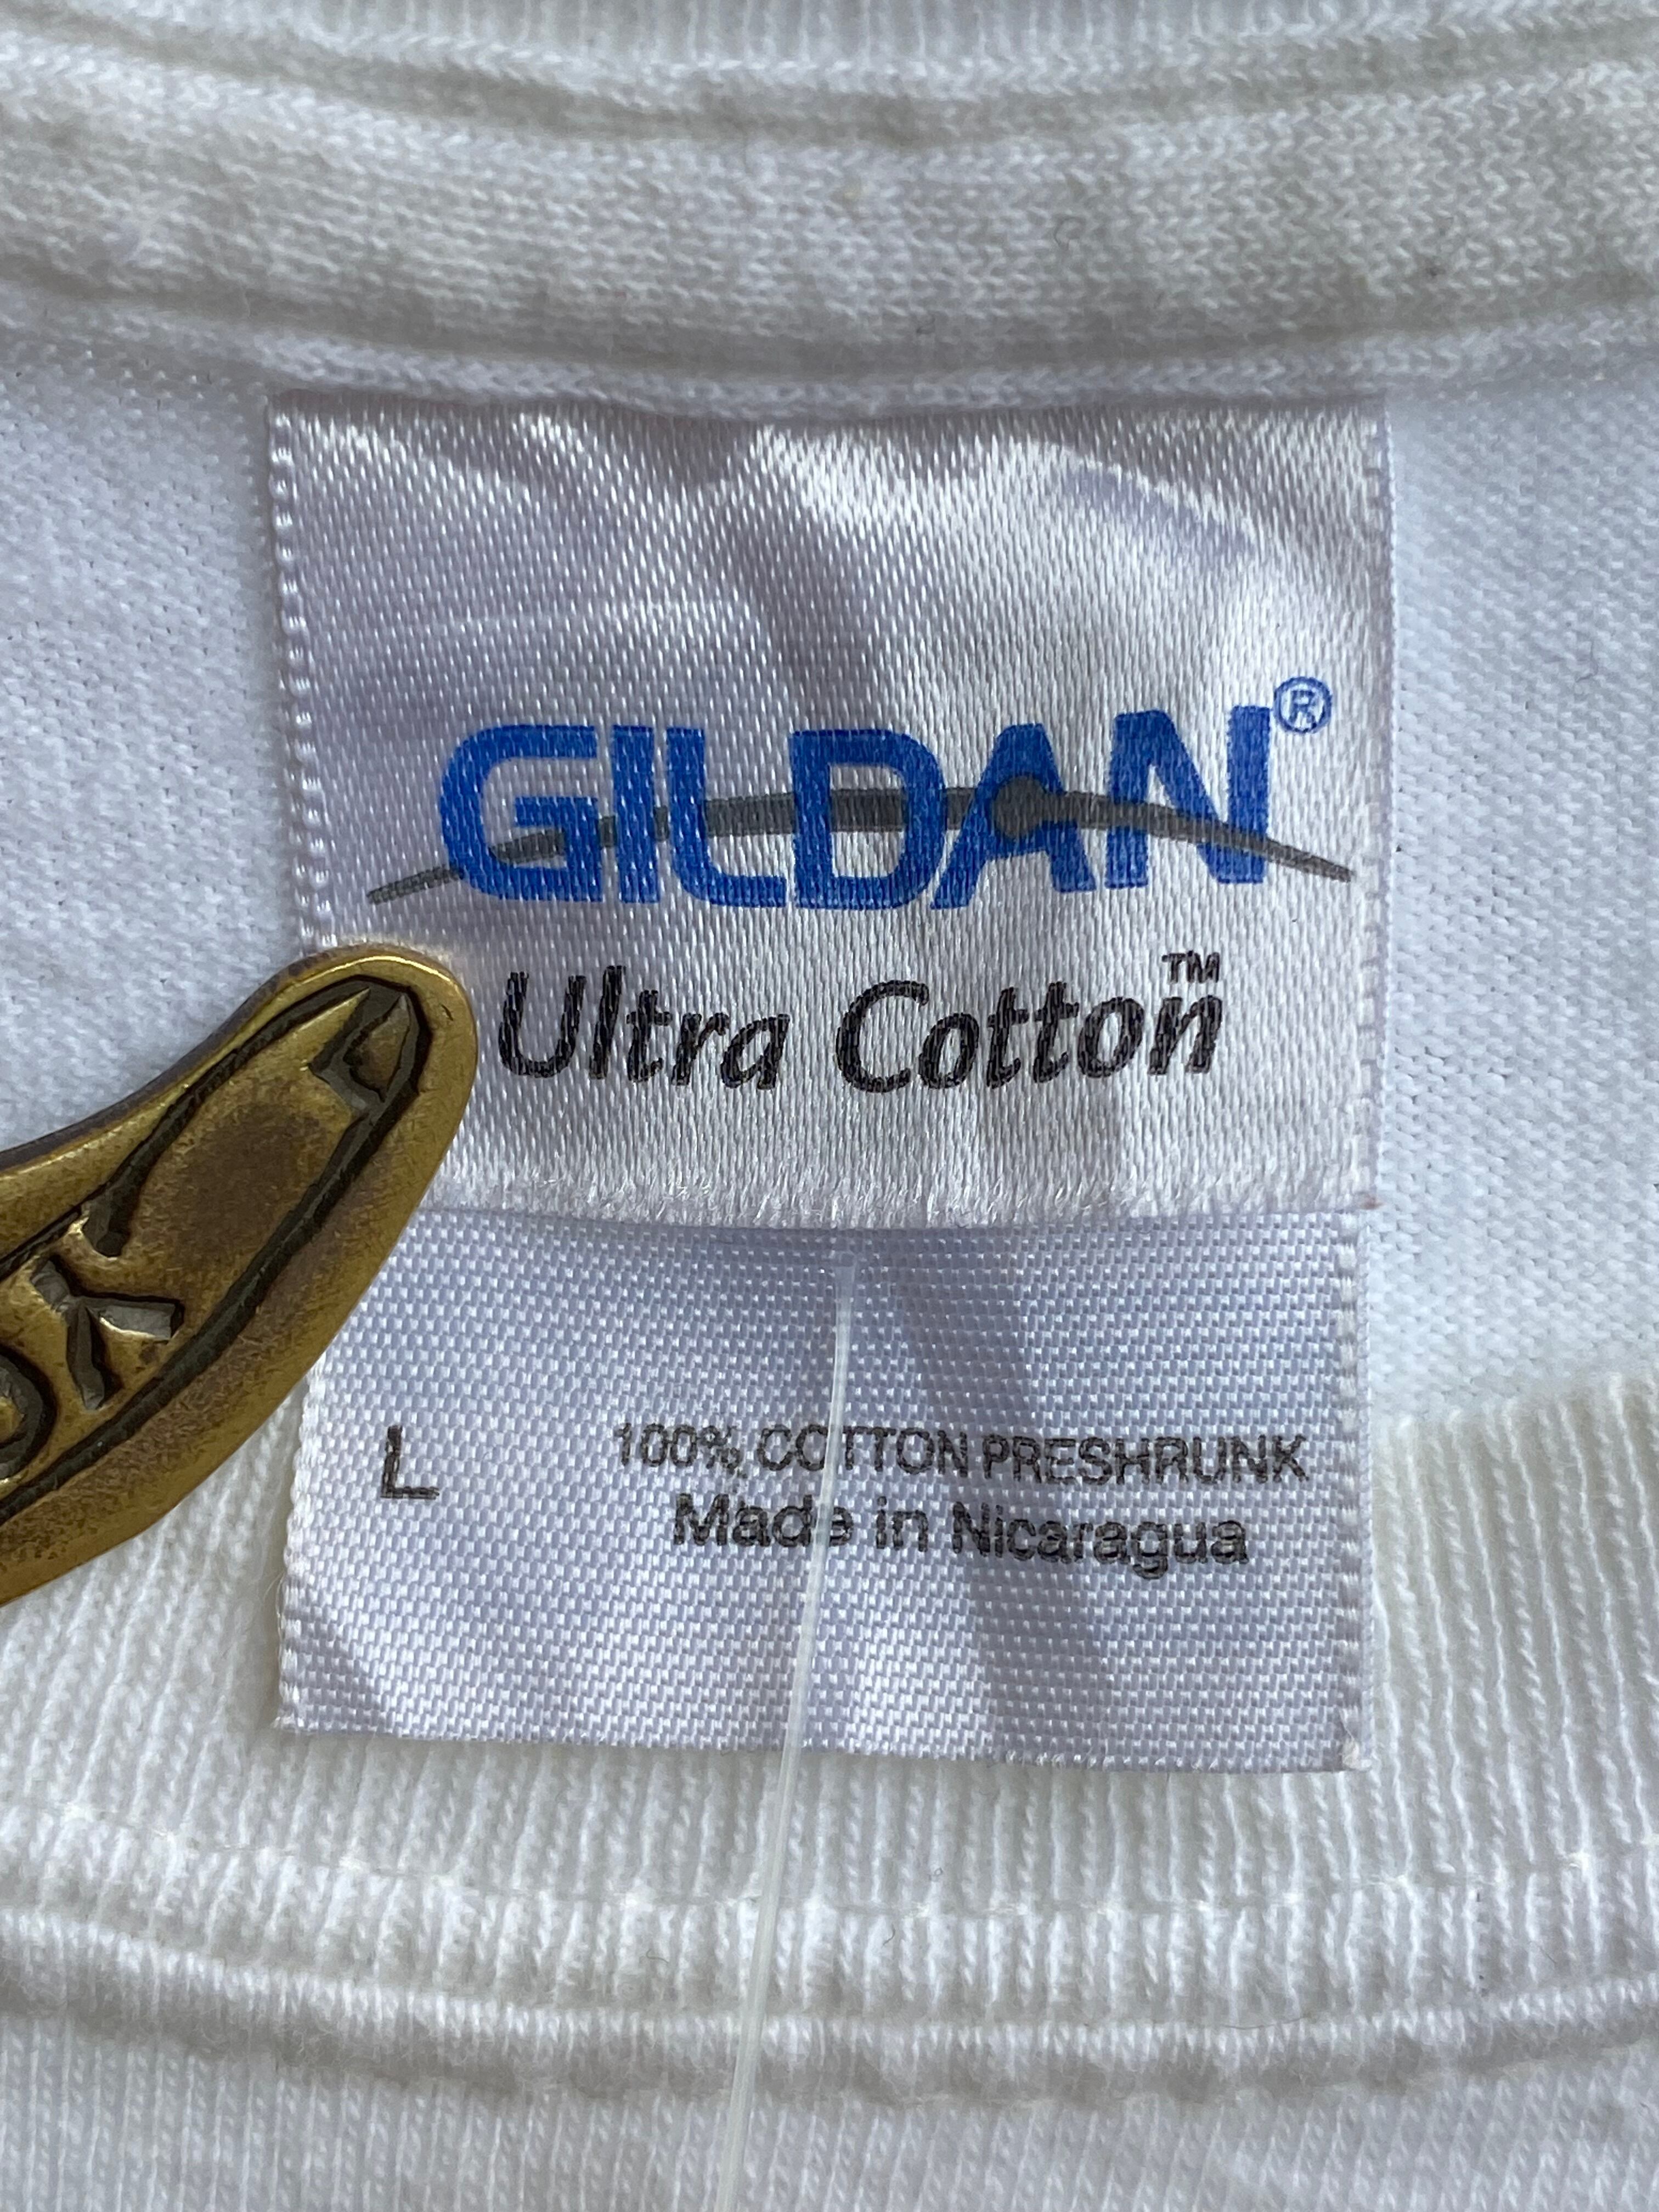 GILDAN®
Ultra Cotton™
L 100% COTTON PRESHRUNK
Made in Nicaragua